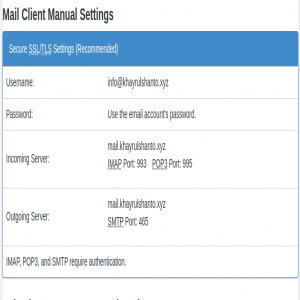 Mail Client Manual Settings
Secure SSL/TLS Settings (Recommended)
Username: info@khayrulshanto.xyz
Password: Use the email account's password.
Incoming Server: mail.khayrulshanto.xyz
IMAP Port: 993 POP3 Port: 995
Outgoing Server: mail.khayrulshanto.xyz
SMTP Port: 465
IMAP, POP3, and SMTP require authentication.